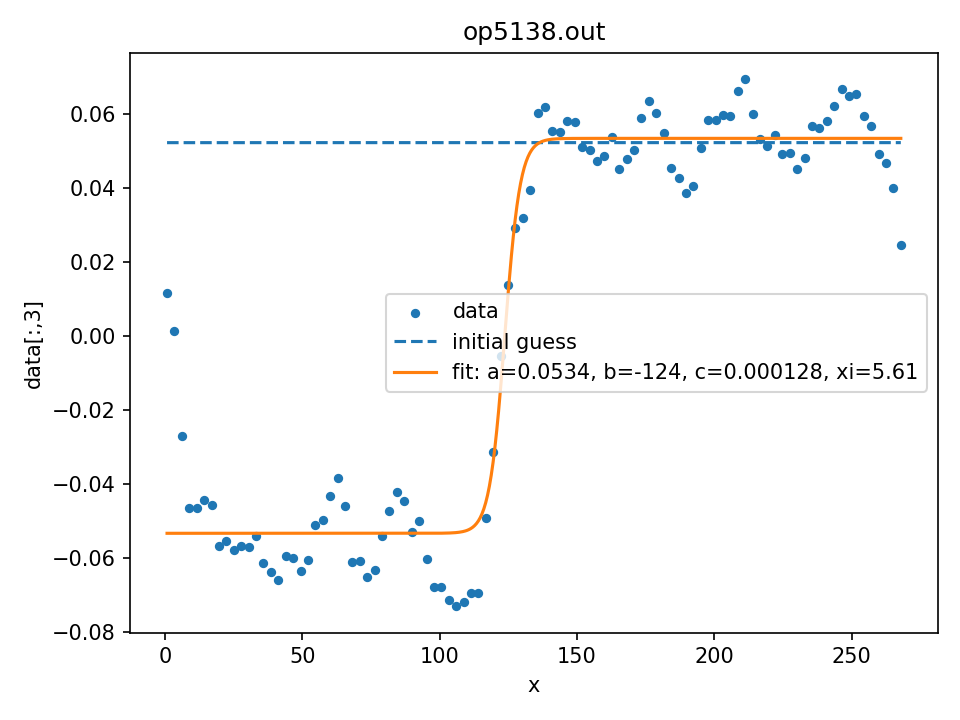 op5138.out
data[:,3]
0.06
0.04
0.02
0.00
−0.02
−0.04
−0.06
−0.08
data
initial guess
fit: a=0.0534, b=-124, c=0.000128, xi=5.61
0 50 100 150 200 250
x